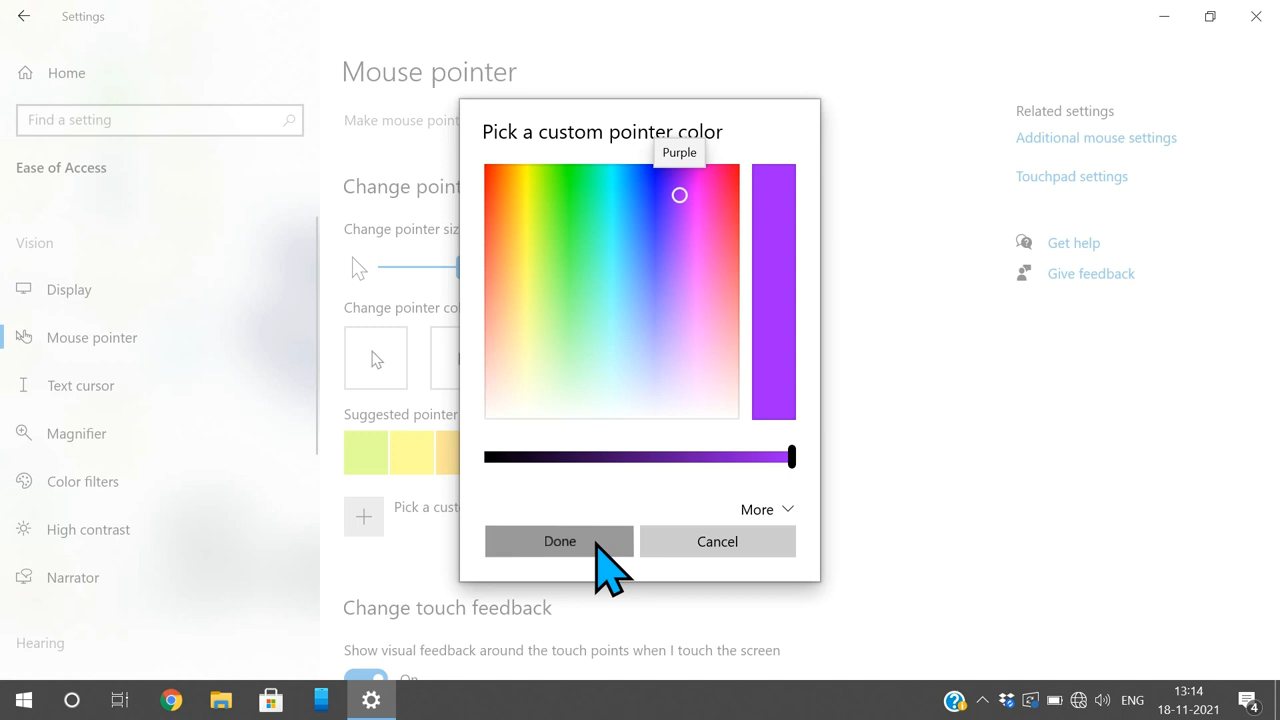 Settings
Home
Find a setting
Ease of Access
Vision
Display
Mouse pointer
Text cursor
Magnifier
Color filters
High contrast
Narrator
Hearing
Mouse pointer
Make mouse point
Change point
Change pointer siz
Change pointer co
Suggested pointer
Pick a cust
Change touch feedback
Show visual feedback around the touch points when I touch the screen
On
Pick a custom pointer color
Purple
More
Done
Cancel
Related settings
Additional mouse settings
Touchpad settings
Get help
Give feedback
ENG
13:14
18-11-2021
4